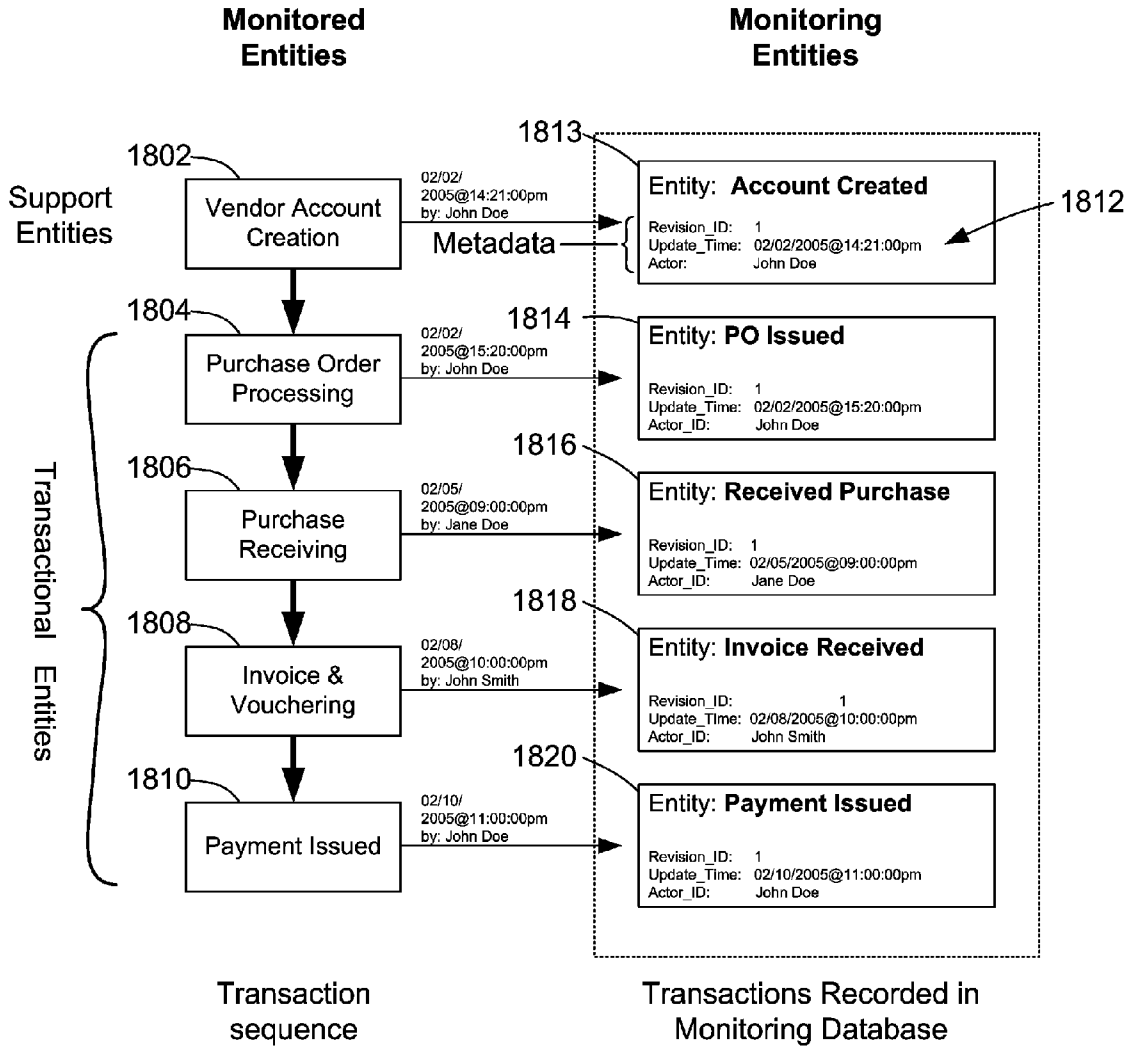 Monitored
Entities
Monitoring
Entities
Support
Entities
1802
Vendor Account
Creation
02/02/
2005@14:21:00pm
by: John Doe
Metadata
1813
Entity: Account Created
Revision_ID: 1
Update_Time: 02/02/2005@14:21:00pm
Actor: John Doe
1812
Transactional Entities
1804
Purchase Order
Processing
02/02/
2005@15:20:00pm
by: John Doe
1814
Entity: PO Issued
Revision_ID: 1
Update_Time: 02/02/2005@15:20:00pm
Actor_ID: John Doe
1806
Purchase
Receiving
02/05/
2005@09:00:00pm
by: Jane Doe
1816
Entity: Received Purchase
Revision_ID: 1
Update_Time: 02/05/2005@09:00:00pm
Actor_ID: Jane Doe
1808
Invoice &
Vouchering
02/08/
2005@10:00:00pm
by: John Smith
1818
Entity: Invoice Received
Revision_ID: 1
Update_Time: 02/08/2005@10:00:00pm
Actor_ID: John Smith
1810
Payment Issued
02/10/
2005@11:00:00pm
by: John Doe
1820
Entity: Payment Issued
Revision_ID: 1
Update_Time: 02/10/2005@11:00:00pm
Actor_ID: John Doe
Transaction
sequence
Transactions Recorded in
Monitoring Database